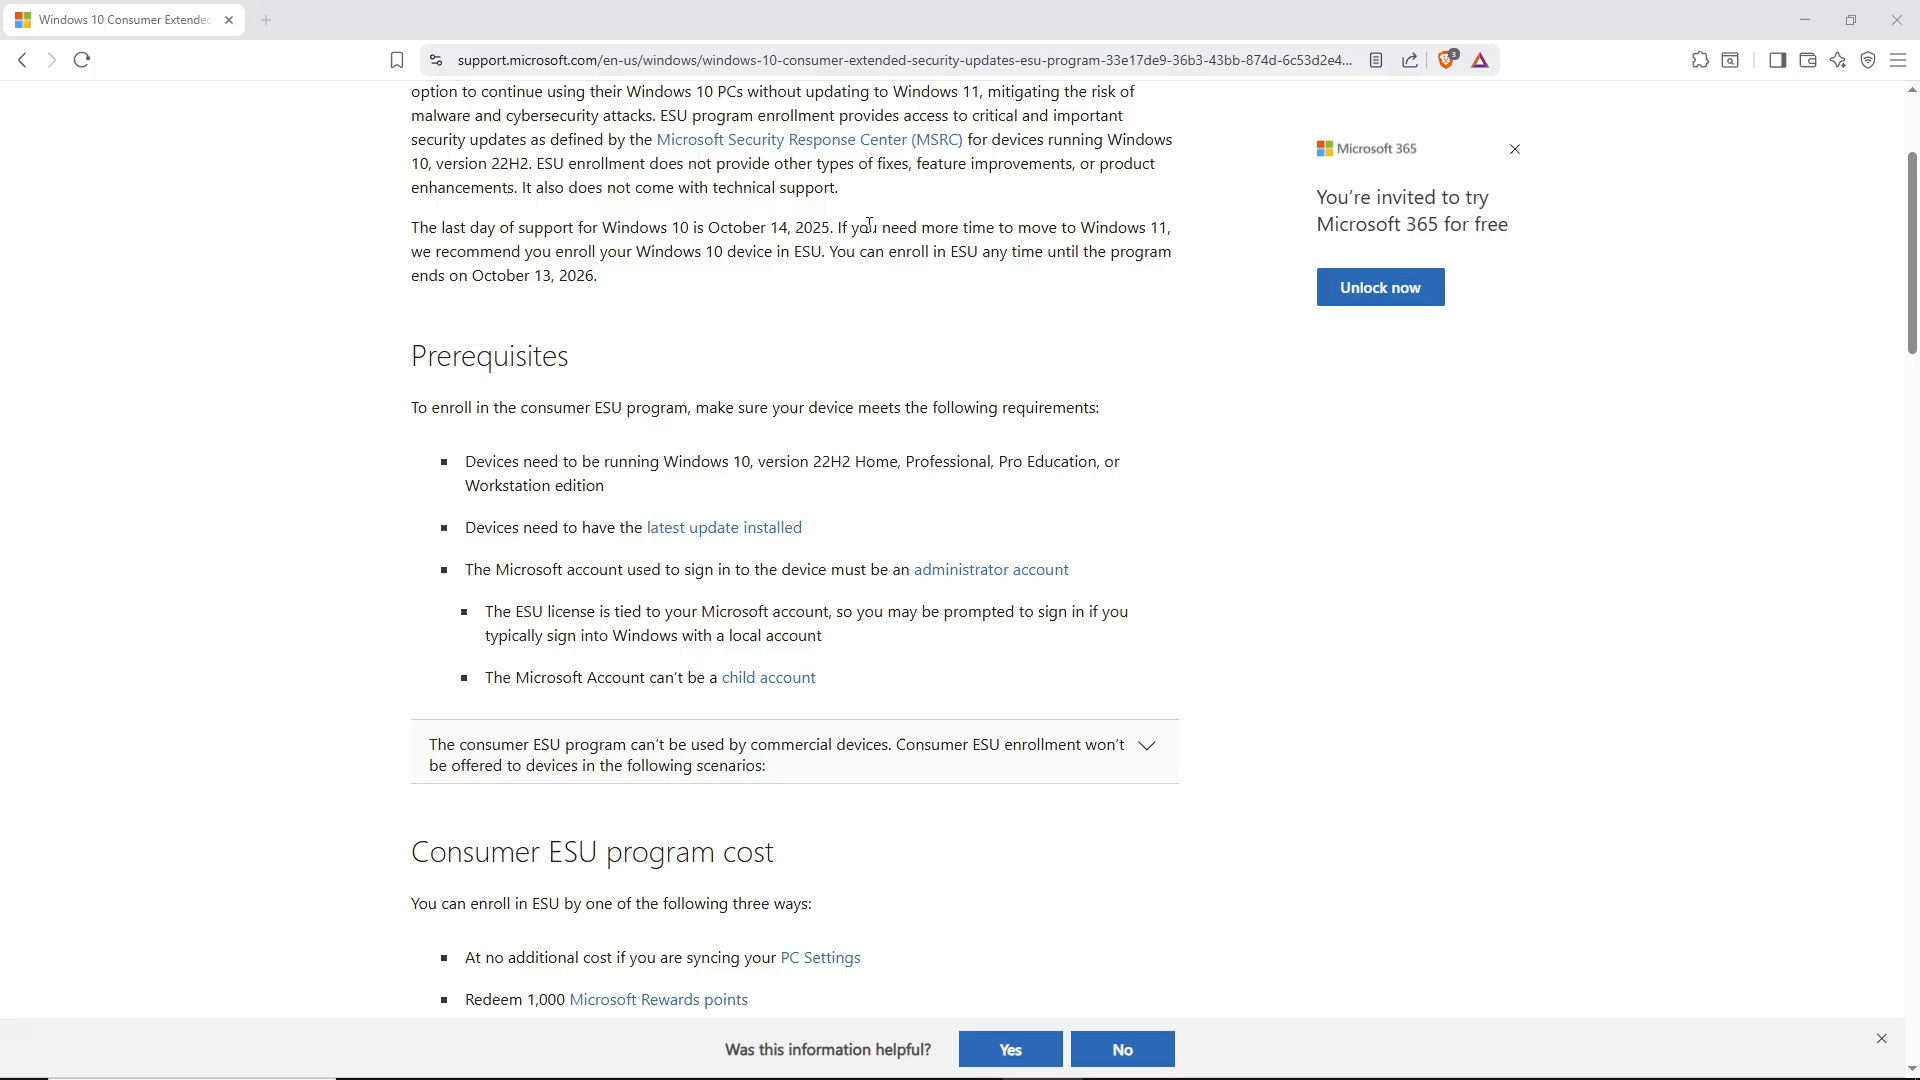 Windows 10 Consumer Extended
support.microsoft.com/en-us/windows/windows-10-consumer-extended-security-updates-esu-program-33e17de9-36b3-43bb-874d-6c53d2e4...
3
option to continue using their Windows 10 PCs without updating to Windows 11, mitigating the risk of
malware and cybersecurity attacks. ESU program enrollment provides access to critical and important
security updates as defined by the Microsoft Security Response Center (MSRC) for devices running Windows
10, version 22H2. ESU enrollment does not provide other types of fixes, feature improvements, or product
enhancements. It also does not come with technical support.
The last day of support for Windows 10 is October 14, 2025. If you need more time to move to Windows 11,
we recommend you enroll your Windows 10 device in ESU. You can enroll in ESU any time until the program
ends on October 13, 2026.
Prerequisites
To enroll in the consumer ESU program, make sure your device meets the following requirements:
Devices need to be running Windows 10, version 22H2 Home, Professional, Pro Education, or
Workstation edition
Devices need to have the latest update installed
The Microsoft account used to sign in to the device must be an administrator account
The ESU license is tied to your Microsoft account, so you may be prompted to sign in if you
typically sign into Windows with a local account
The Microsoft Account can't be a child account
The consumer ESU program can't be used by commercial devices. Consumer ESU enrollment won't
be offered to devices in the following scenarios:
Consumer ESU program cost
You can enroll in ESU by one of the following three ways:
At no additional cost if you are syncing your PC Settings
Redeem 1,000 Microsoft Rewards points
Microsoft 365
You're invited to try
Microsoft 365 for free
Unlock now
Was this information helpful?
Yes
No